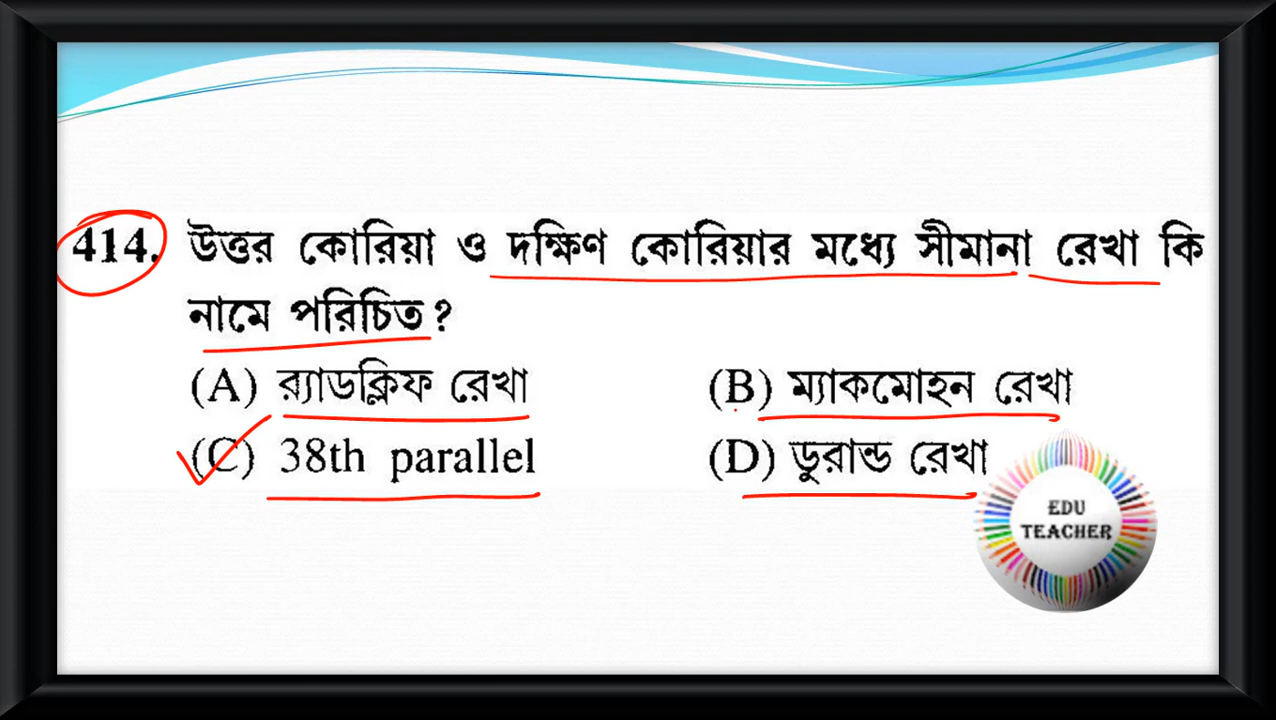 414. উত্তর কোরিয়া ও দক্ষিণ কোরিয়ার মধ্যে সীমানা রেখা কি
নামে পরিচিত?
(A) র‍্যাডক্লিফ রেখা (B) ম্যাকমোহন রেখা
(C) 38th parallel (D) ডুরান্ড রেখা
EDU
TEACHER